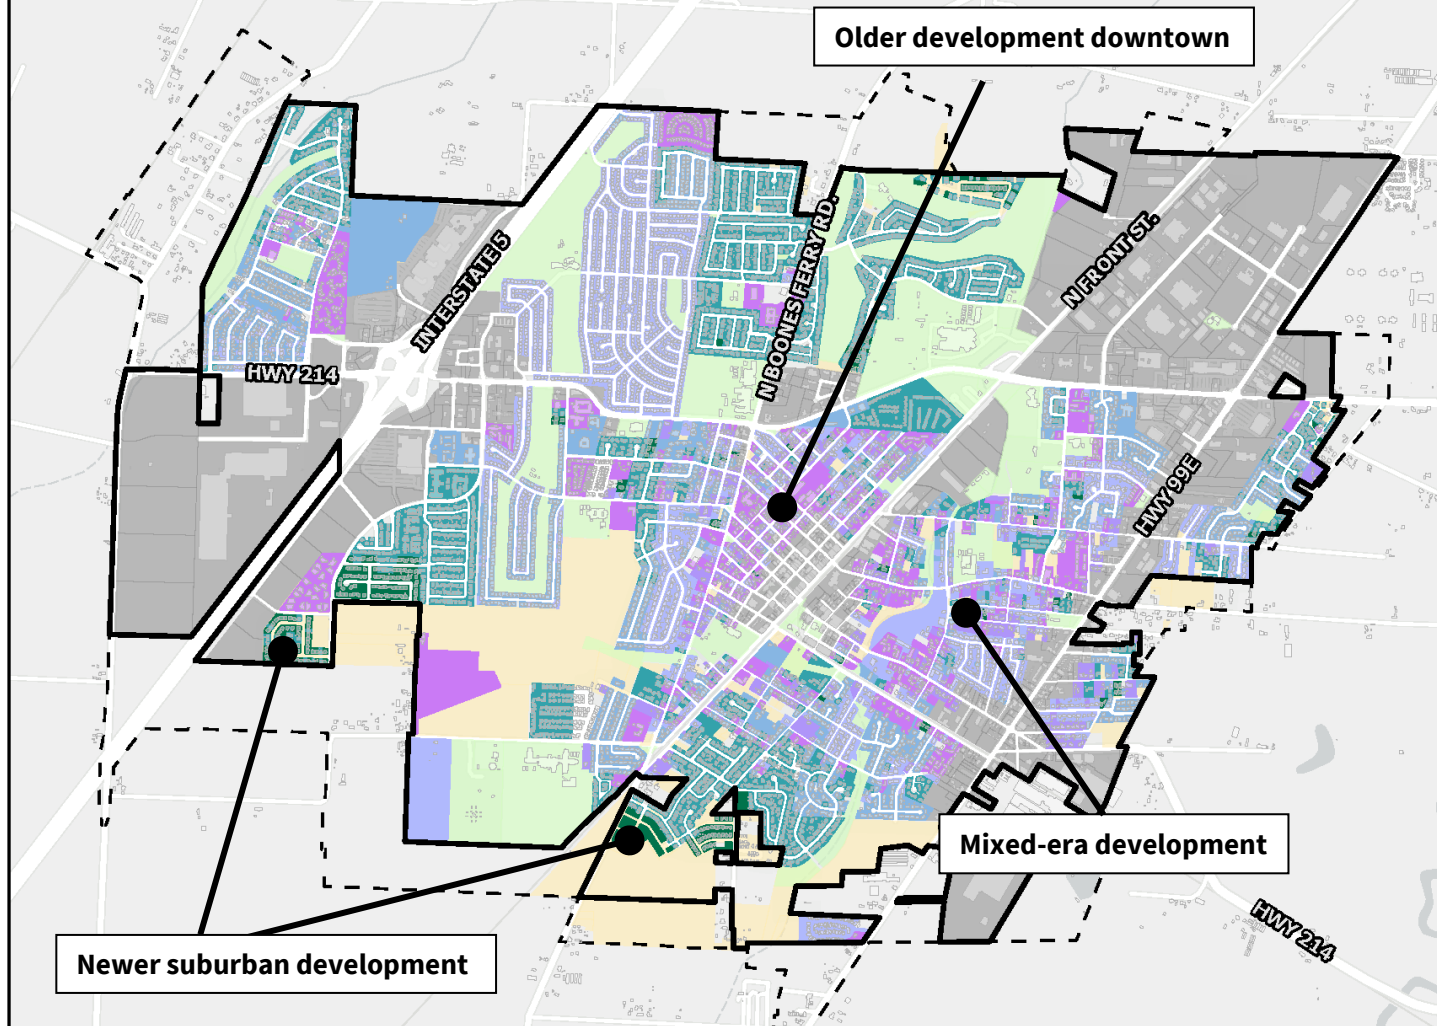 Older development downtown
N BOONES FERRY RD.
N FRONT ST.
INTERSTATE 5
HWY 214
HWY 99E
Mixed-era development
HWY 214
Newer suburban development